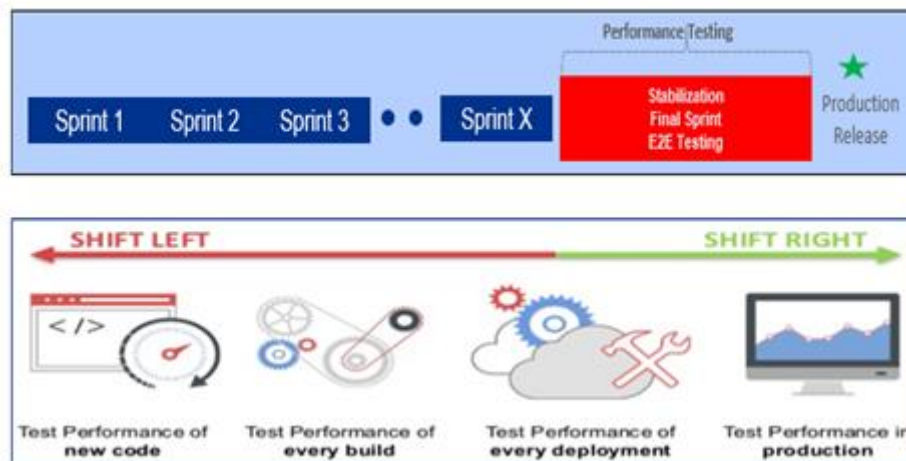 Performance Testing
Sprint 1 Sprint 2 Sprint 3 Sprint X
Stabilization
Final Sprint
E2E Testing
Production
Release
SHIFT LEFT SHIFT RIGHT
</>
Test Performance of
new code
Test Performance of
every build
Test Performance of
every deployment
Test Performance in
production